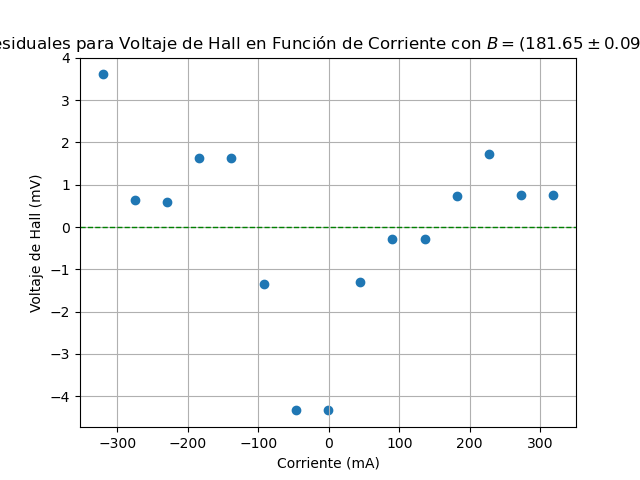 esiduales para Voltaje de Hall en Función de Corriente con B = (181.65 ± 0.09
4
3
2
1
0
−1
−2
−3
−4
Voltaje de Hall (mV)
−300 −200 −100 0 100 200 300
Corriente (mA)